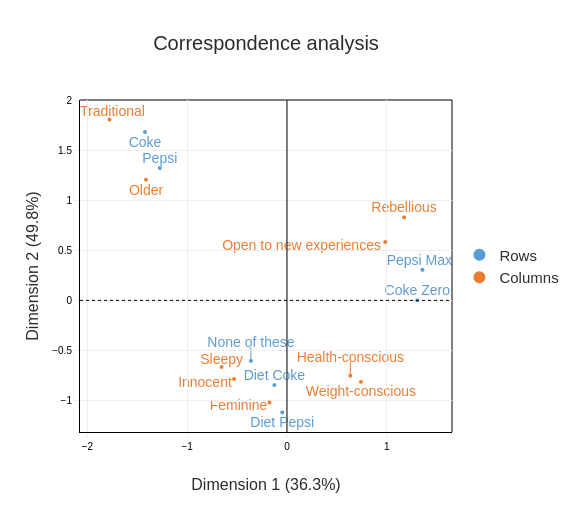 Correspondence analysis
2
Traditional
Coke
1.5
Pepsi
Older
1
Rebellious
Open to new experiences
0.5
Pepsi Max
Coke Zero
0
None of these
−0.5
Sleepy
Health-conscious
Diet Coke
Innocent
Weight-conscious
−1
Feminine
Diet Pepsi
−2
−1
0
1
Dimension 1 (36.3%)
Dimension 2 (49.8%)
Rows
Columns